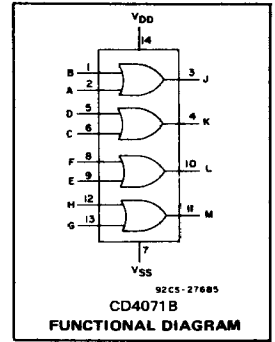 VDD
14
B 1
A 2
3 J
D 5
C 6
4 K
F 8
E 9
10 L
H 12
G 13
11 M
7
VSS
92CS-27685
CD4071B
FUNCTIONAL DIAGRAM